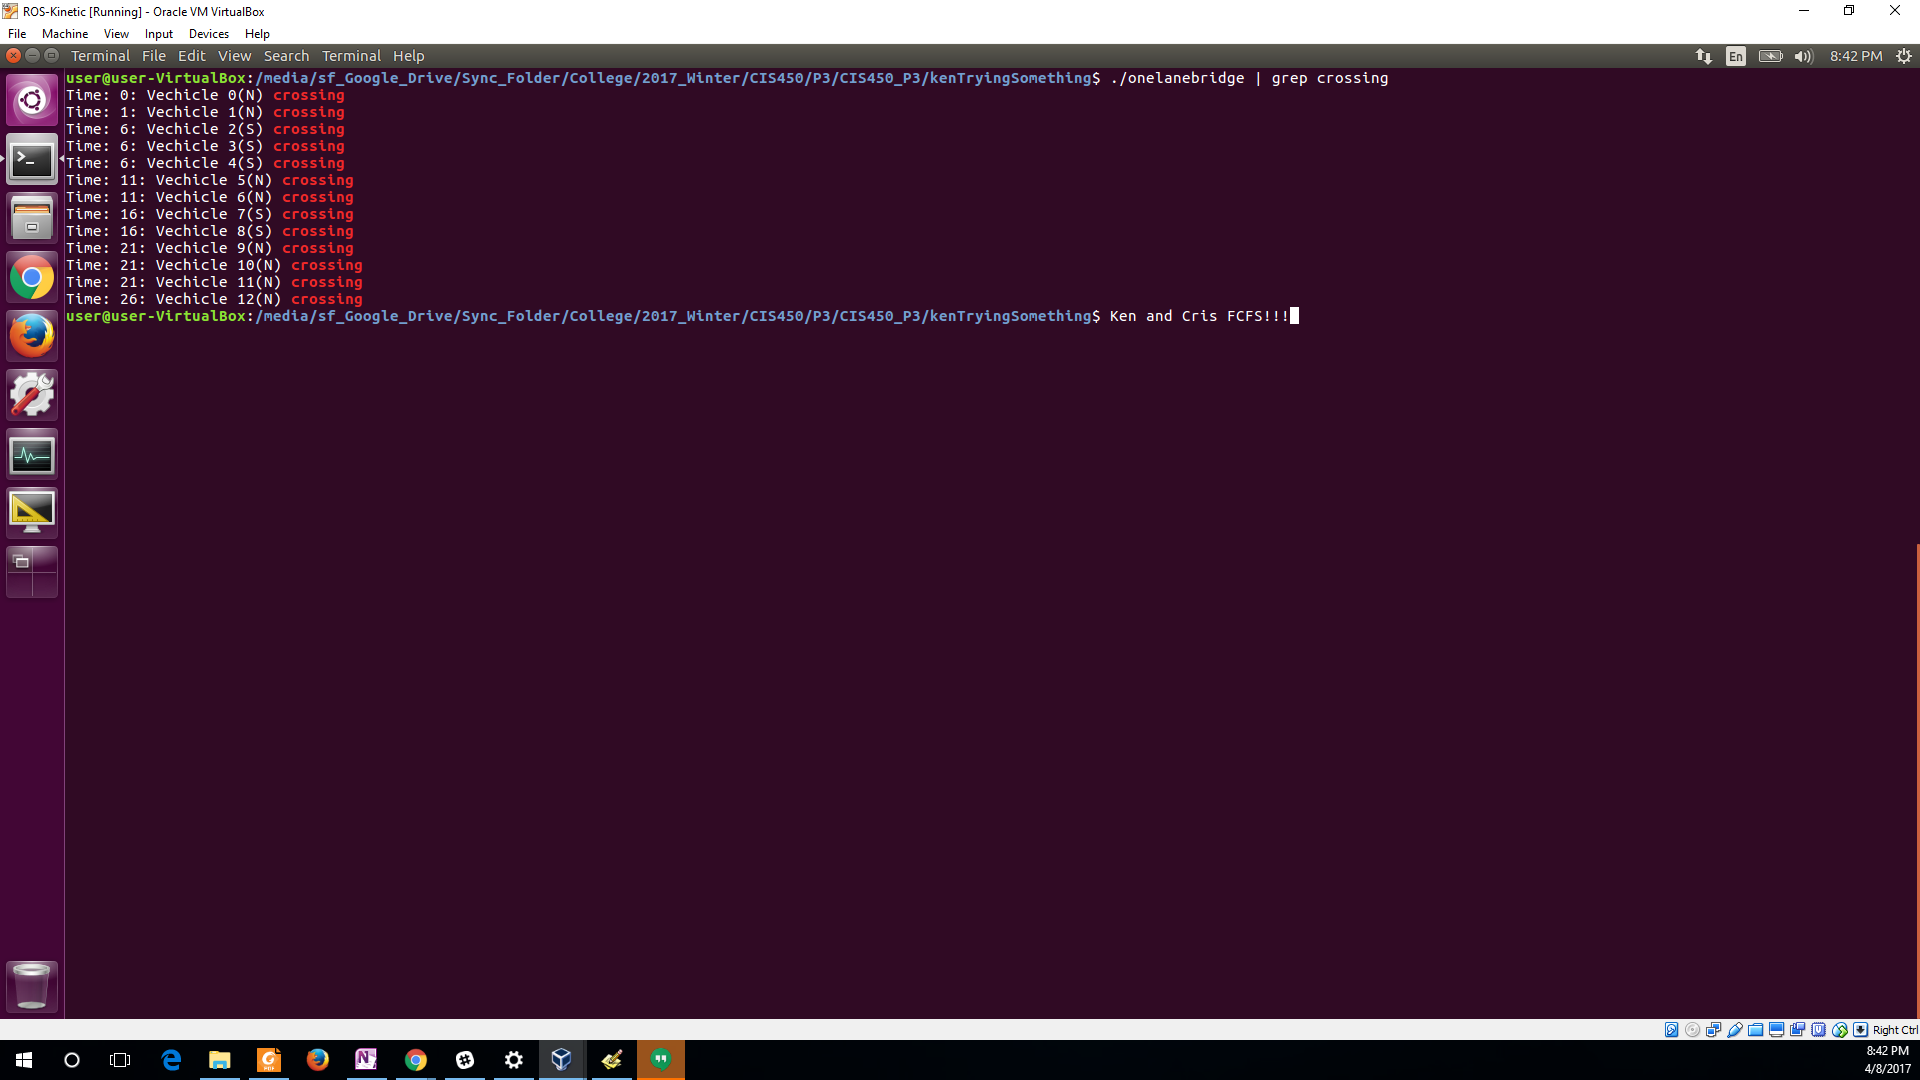 ROS-Kinetic [Running] - Oracle VM VirtualBox
File Machine View Input Devices Help
Terminal File Edit View Search Terminal Help En 8:42 PM
user@user-VirtualBox:/media/sf_Google_Drive/Sync_Folder/College/2017_Winter/CIS450/P3/CIS450_P3/kenTryingSomething$ ./onelanebridge | grep crossing
Time: 0: Vechicle 0(N) crossing
Time: 1: Vechicle 1(N) crossing
Time: 6: Vechicle 2(S) crossing
Time: 6: Vechicle 3(S) crossing
Time: 6: Vechicle 4(S) crossing
Time: 11: Vechicle 5(N) crossing
Time: 11: Vechicle 6(N) crossing
Time: 16: Vechicle 7(S) crossing
Time: 16: Vechicle 8(S) crossing
Time: 21: Vechicle 9(N) crossing
Time: 21: Vechicle 10(N) crossing
Time: 21: Vechicle 11(N) crossing
Time: 26: Vechicle 12(N) crossing
user@user-VirtualBox:/media/sf_Google_Drive/Sync_Folder/College/2017_Winter/CIS450/P3/CIS450_P3/kenTryingSomething$ Ken and Cris FCFS!!!
Right Ctrl
8:42 PM
4/8/2017